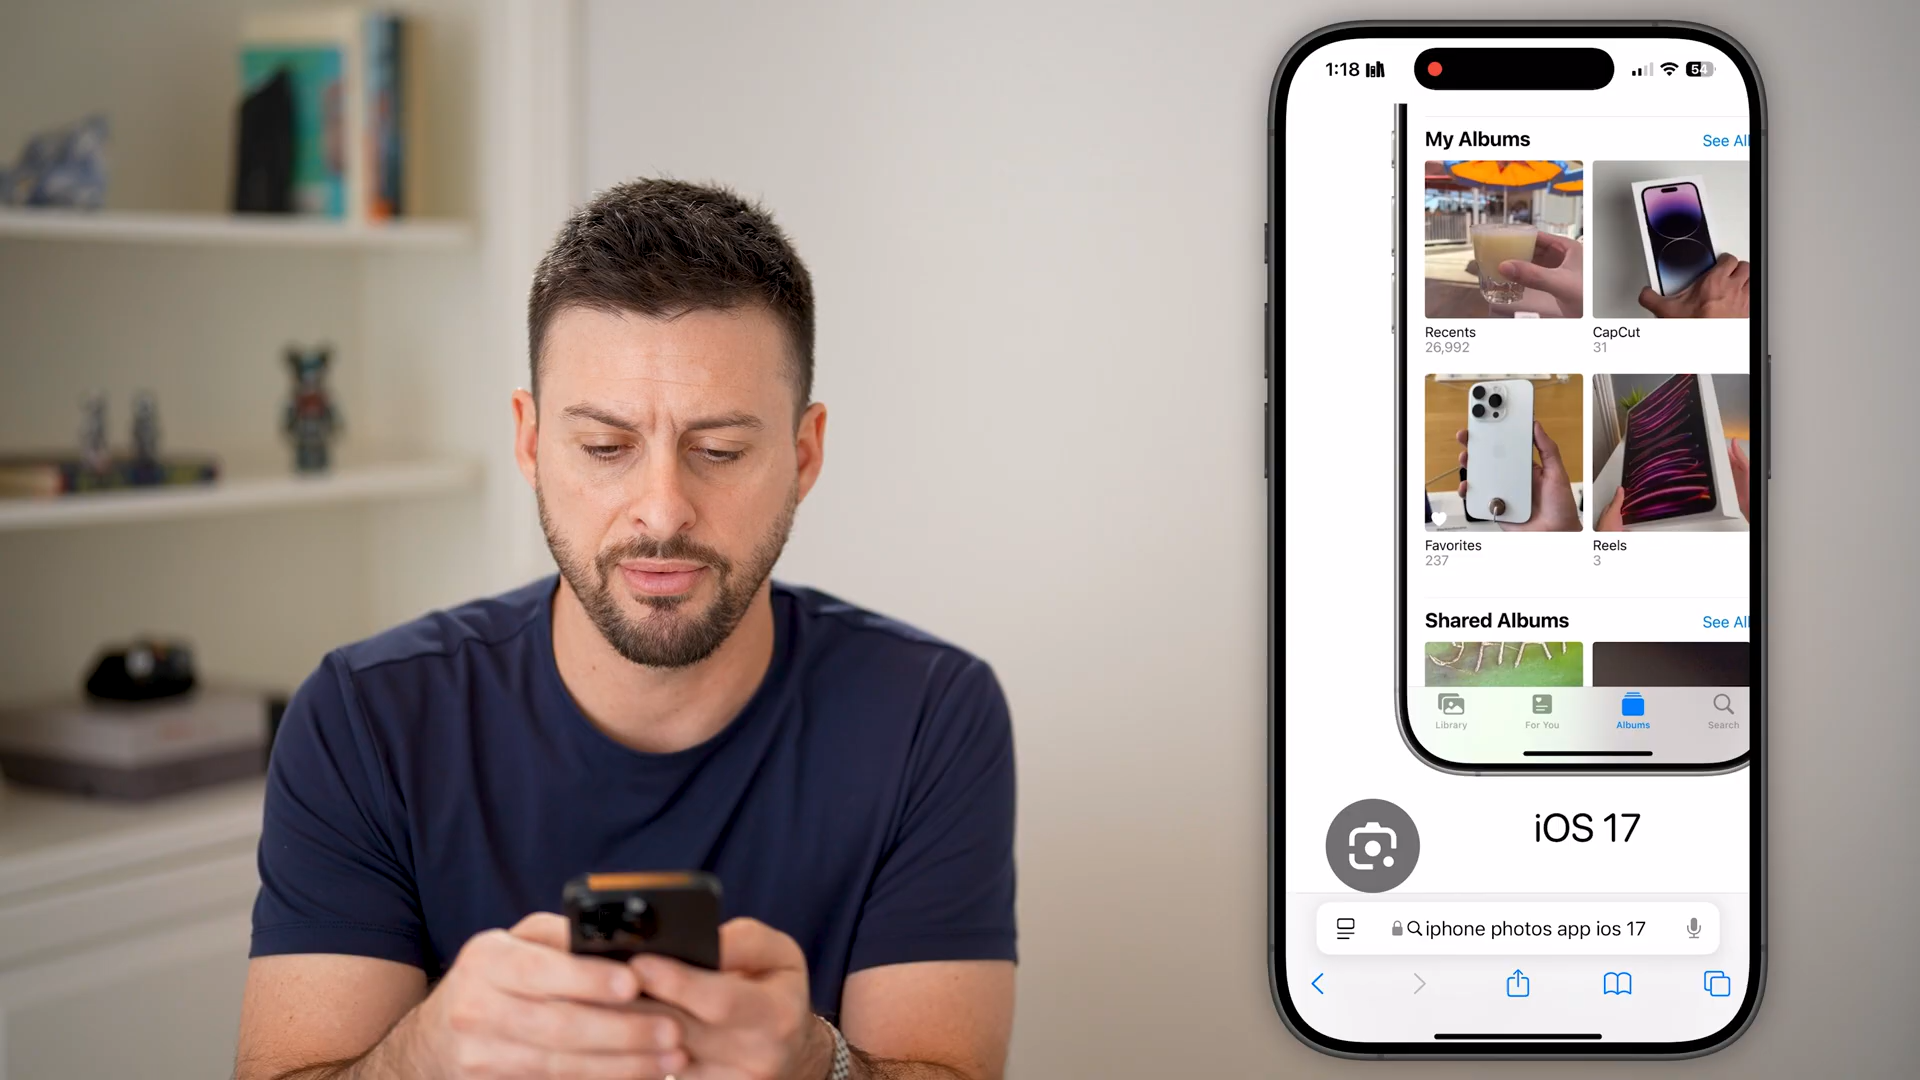 1:18
54
My Albums
See All
Recents
26,992
CapCut
31
Favorites
237
Reels
3
Shared Albums
See All
Library
For You
Albums
Search
iOS 17
iphone photos app ios 17